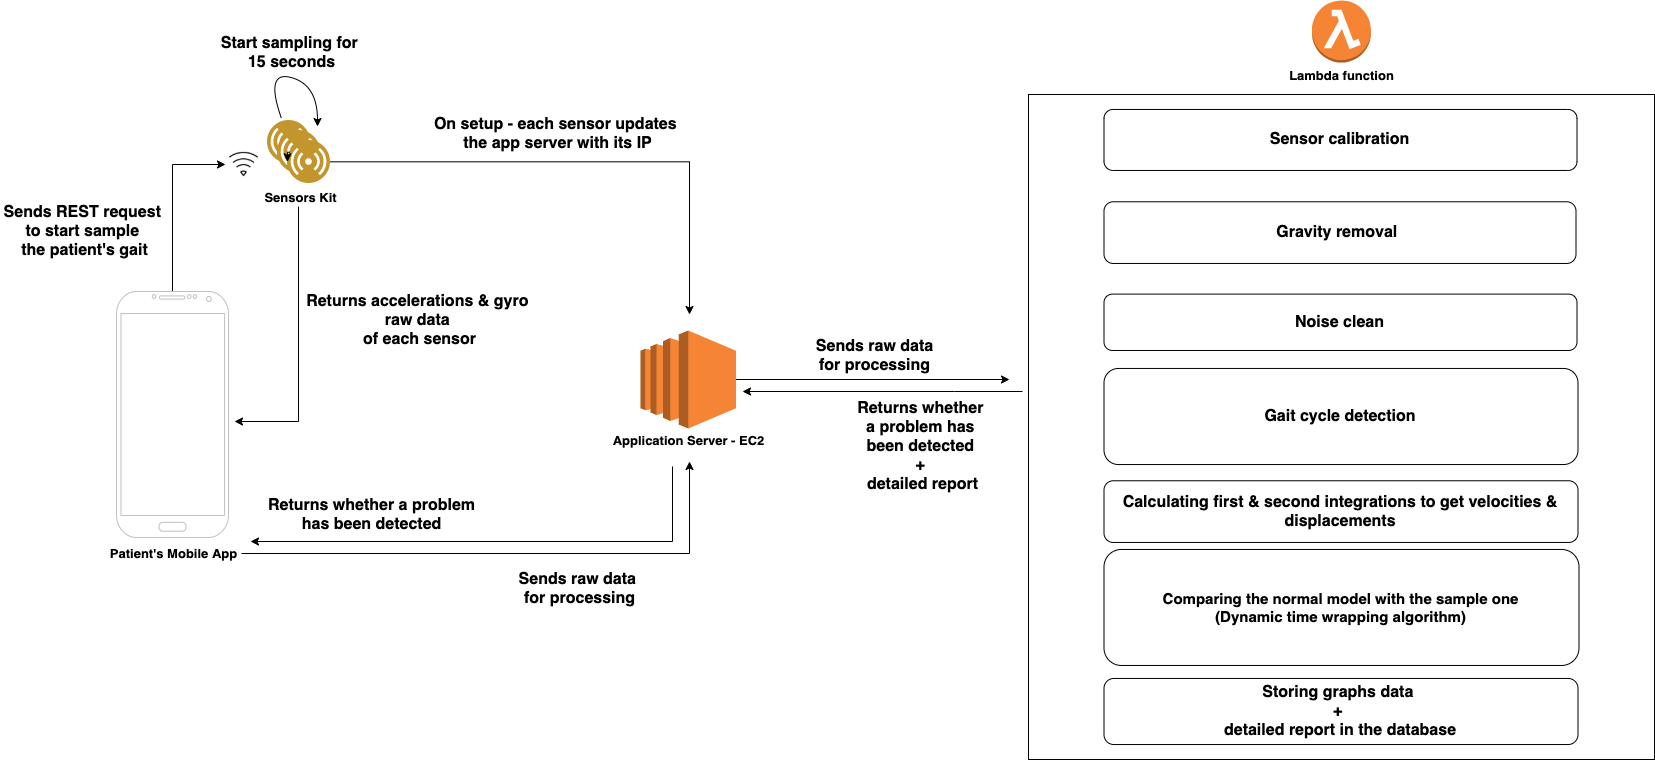 Start sampling for
15 seconds
On setup - each sensor updates
the app server with its IP
Sensors Kit
Sends REST request
to start sample
the patient's gait
Returns accelerations & gyro
raw data
of each sensor
Patient's Mobile App
Application Server - EC2
Returns whether a problem
has been detected
Sends raw data
for processing
Sends raw data
for processing
Returns whether
a problem has
been detected
+
detailed report
Lambda function
Sensor calibration
Gravity removal
Noise clean
Gait cycle detection
Calculating first & second integrations to get velocities &
displacements
Comparing the normal model with the sample one
(Dynamic time wrapping algorithm)
Storing graphs data
+
detailed report in the database